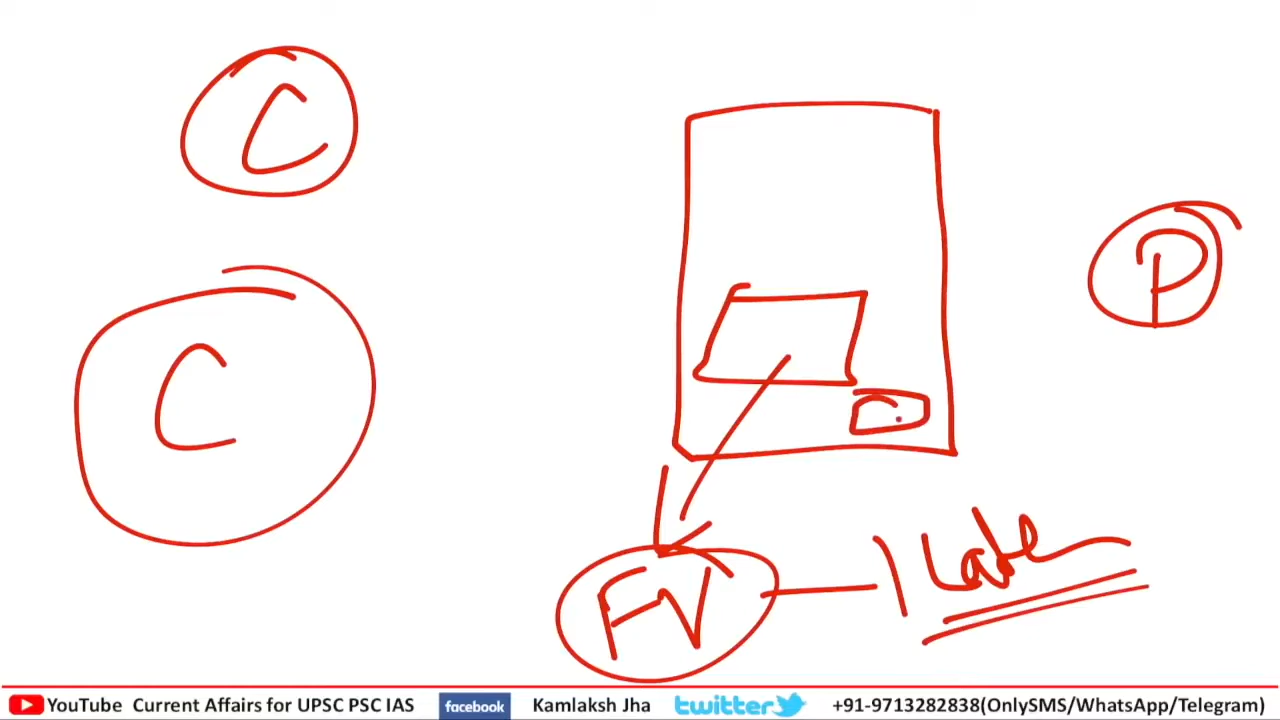 C
P
C
FV
1 Lakh
YouTube Current Affairs for UPSC PSC IAS facebook Kamlaksh Jha twitter +91-9713282838(OnlySMS/WhatsApp/Telegram)